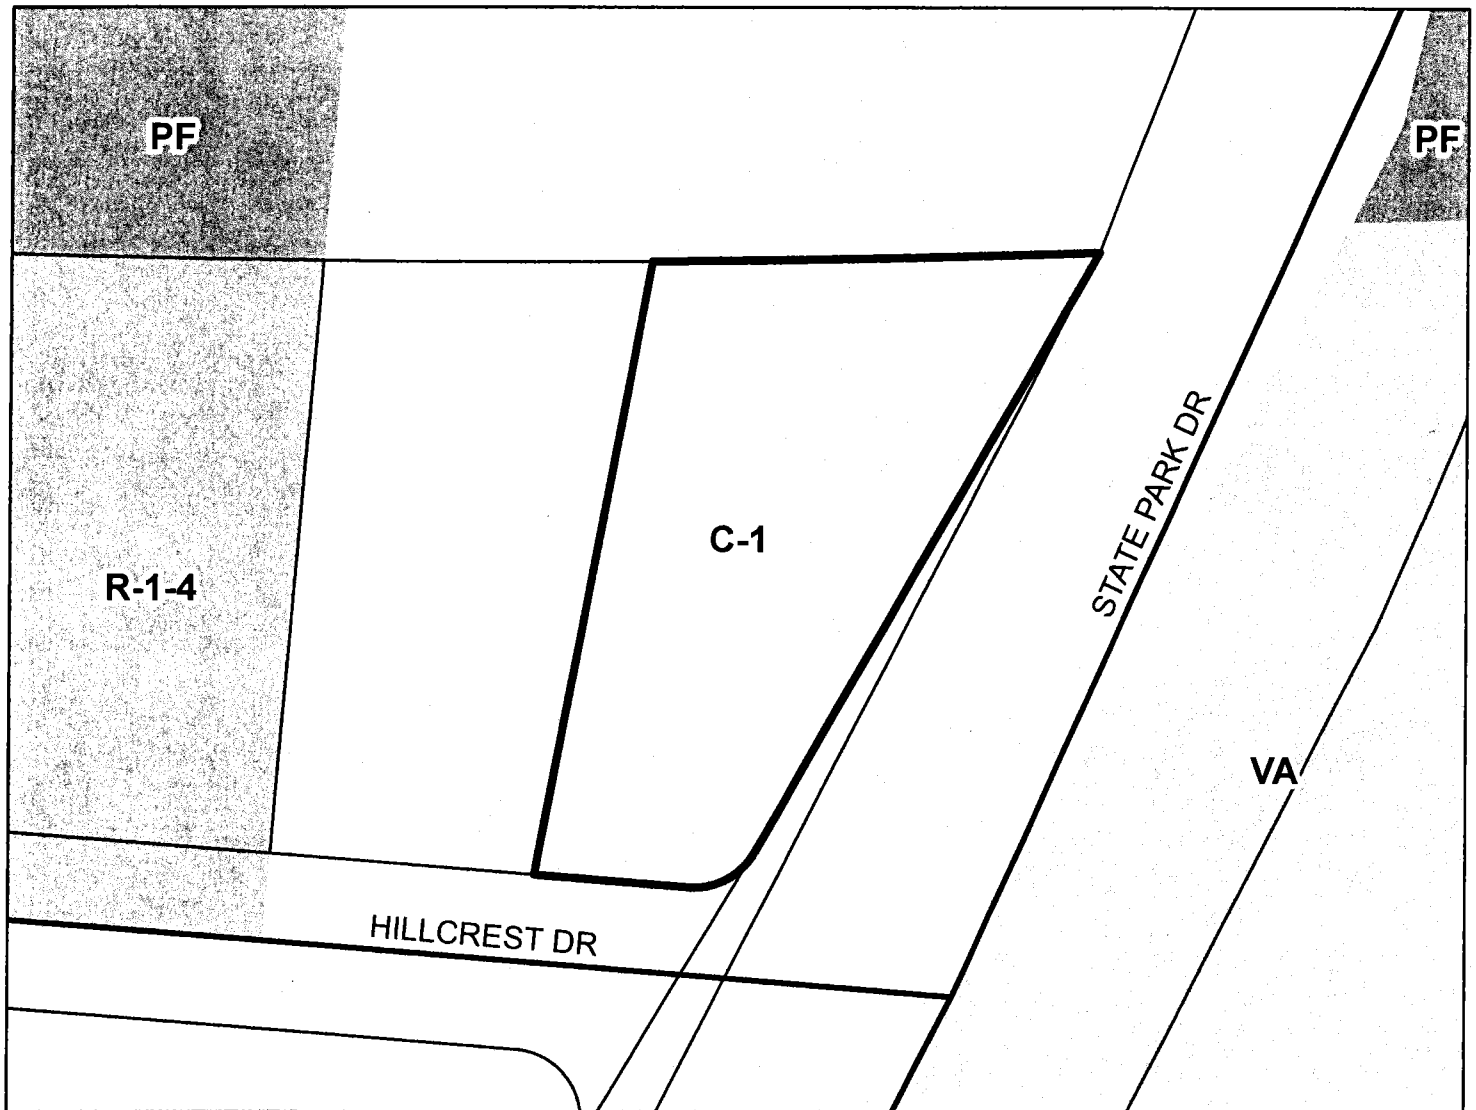 PF
PF
STATE PARK DR
C-1
R-1-4
VA
HILLCREST DR